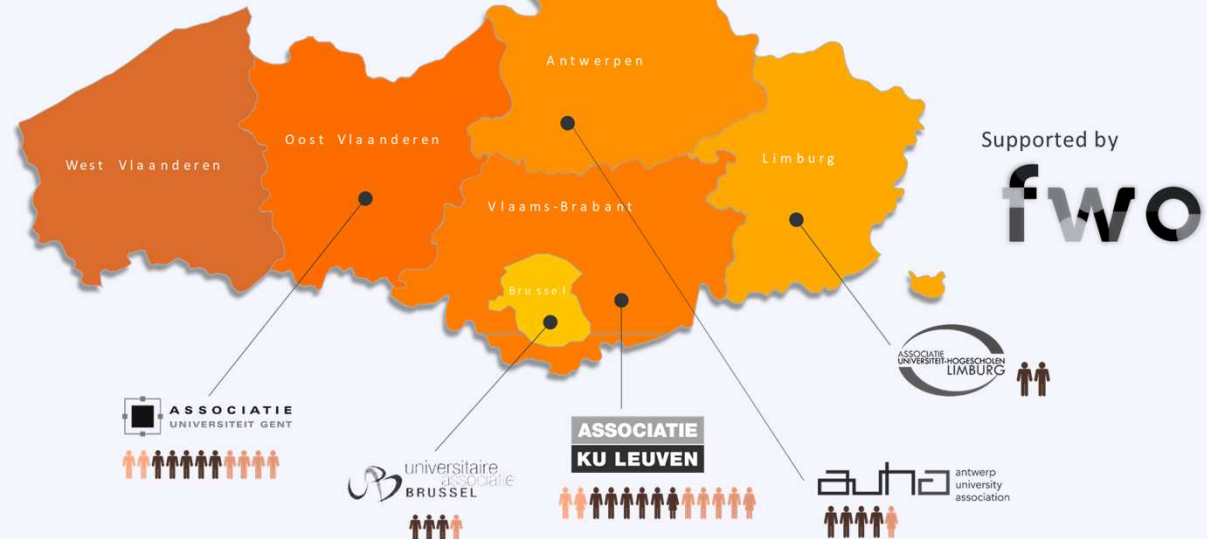 Antwerpen
Oost Vlaanderen
West Vlaanderen
Limburg
Vlaams-Brabant
Brussel
Supported by
fwo
ASSOCIATIE
UNIVERSITEIT-HOGESCHOLEN
LIMBURG
ASSOCIATIE
UNIVERSITEIT GENT
universitaire
associatie
BRUSSEL
ASSOCIATIE
KU LEUVEN
auha
antwerp
university
association